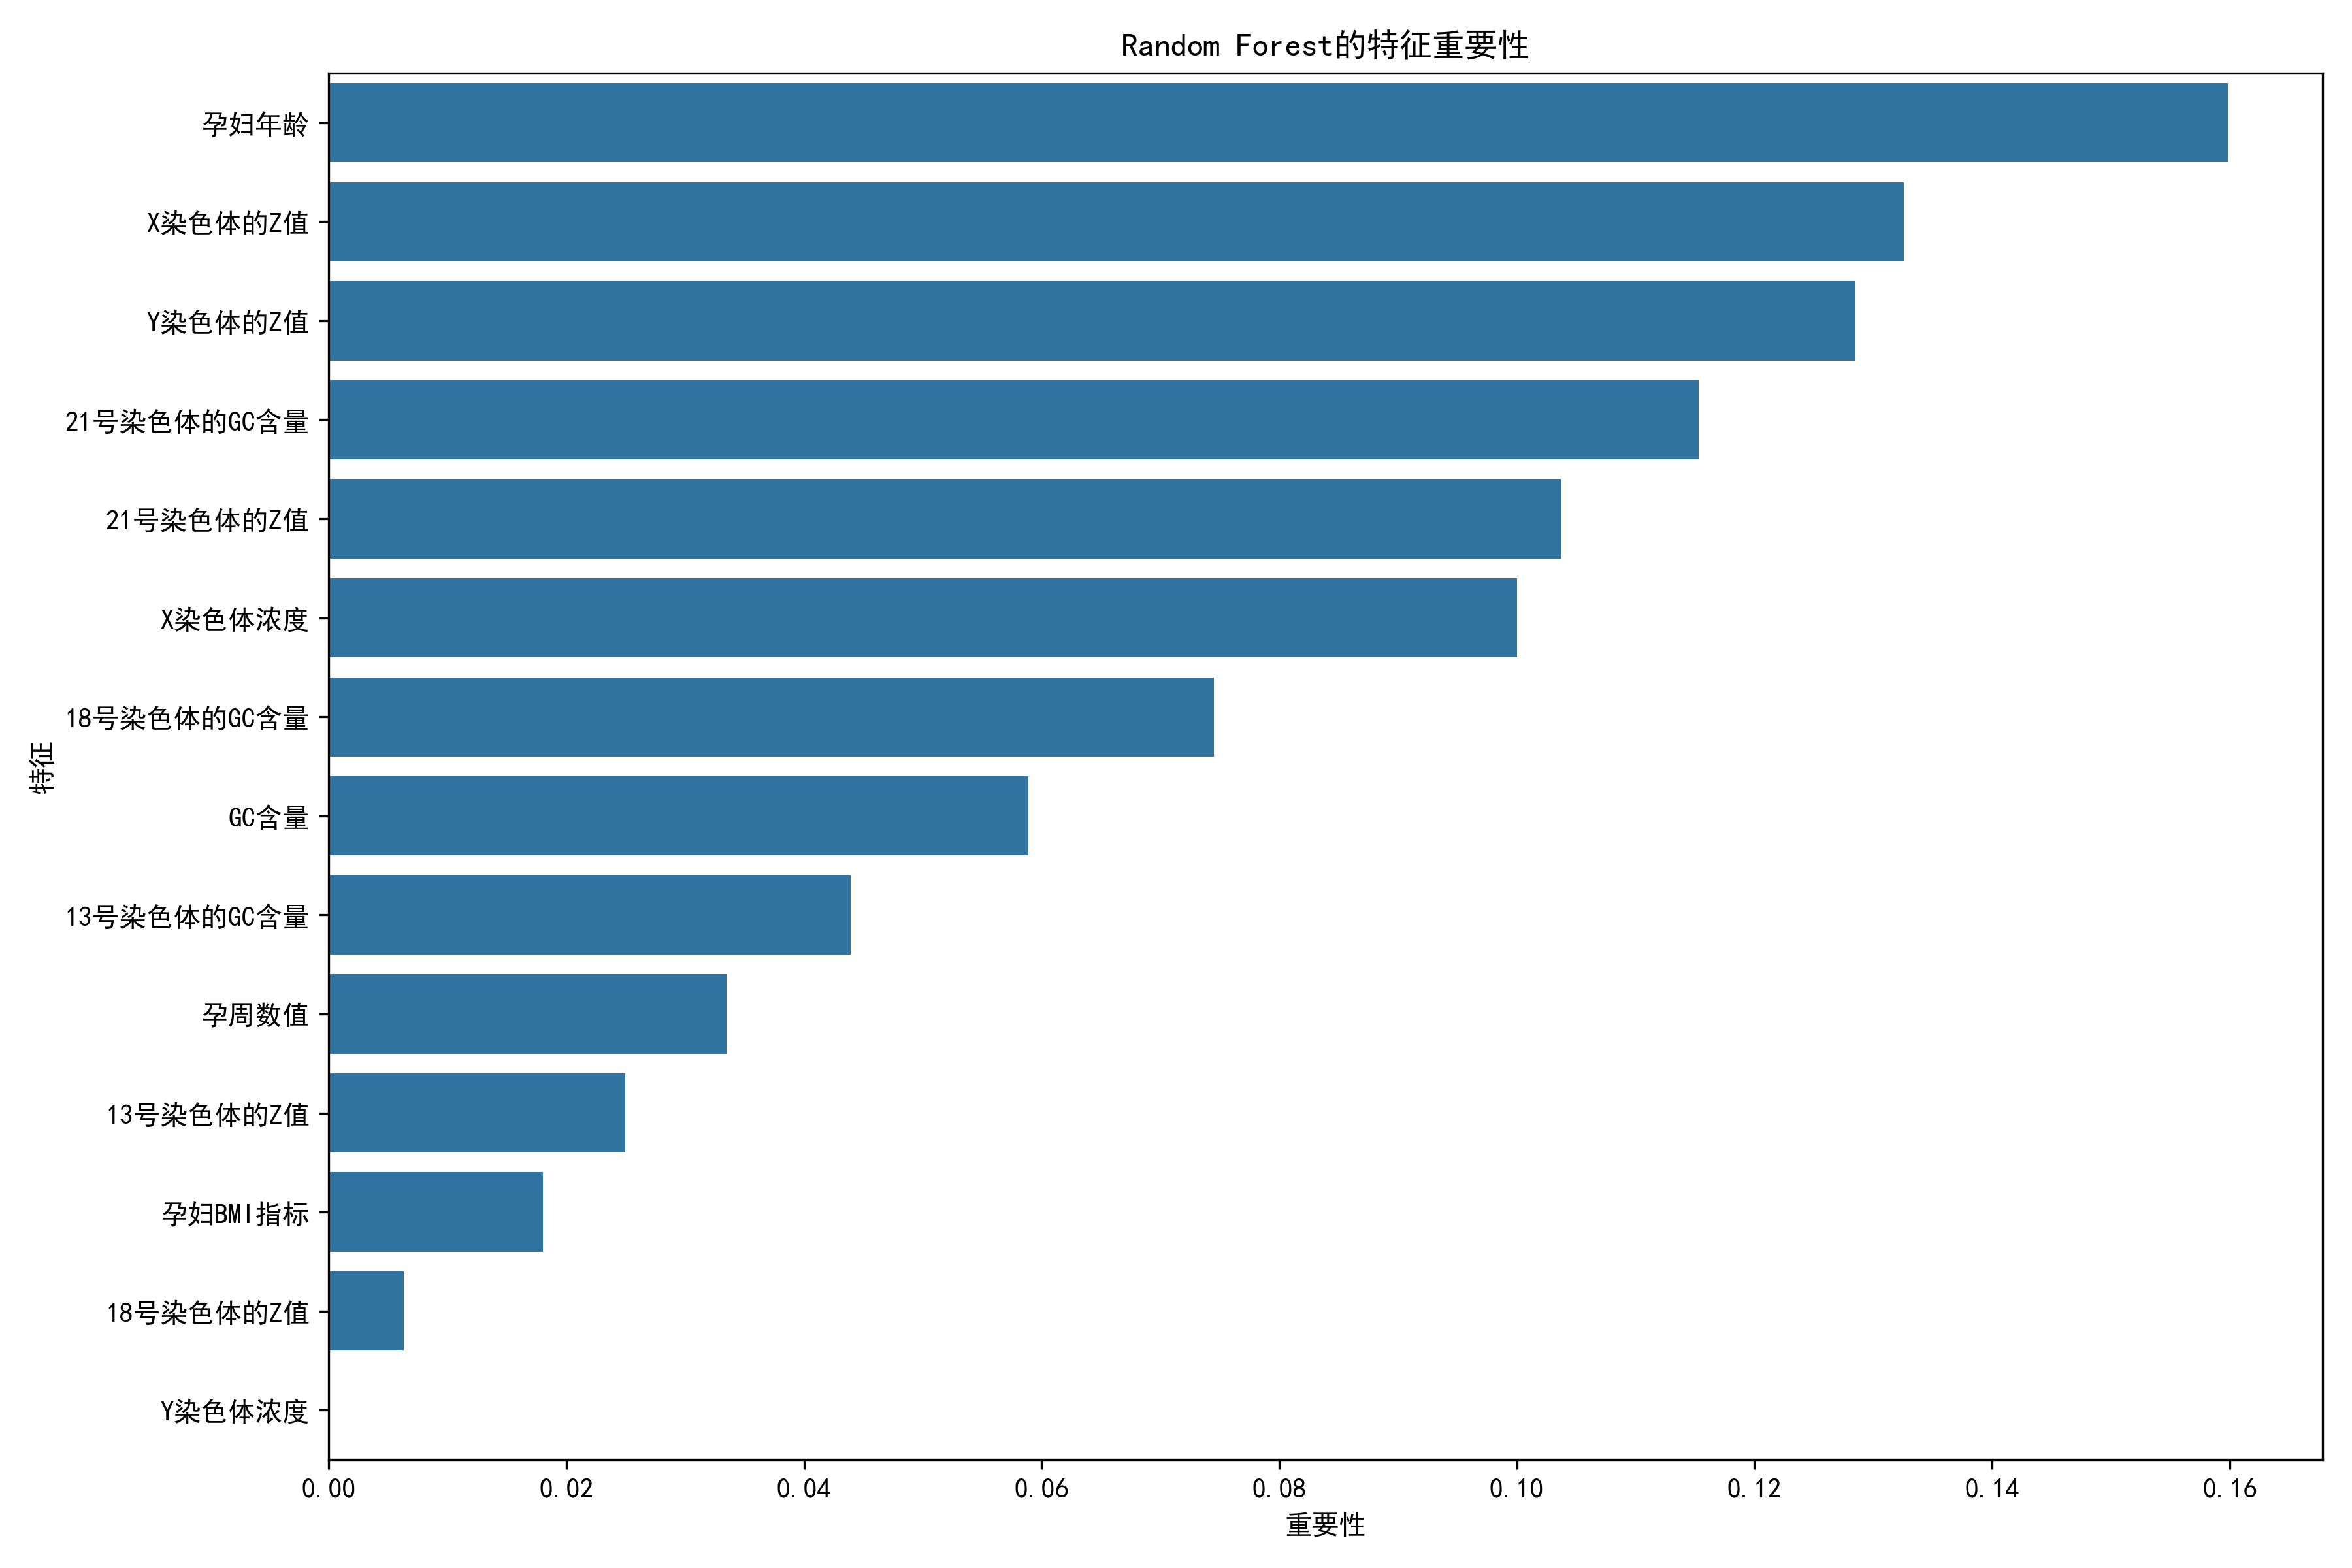 Random Forest的特征重要性
孕妇年龄
X染色体的Z值
Y染色体的Z值
21号染色体的GC含量
21号染色体的Z值
X染色体浓度
18号染色体的GC含量
GC含量
13号染色体的GC含量
孕周数值
13号染色体的Z值
孕妇BMI指标
18号染色体的Z值
Y染色体浓度
特征
0.00 0.02 0.04 0.06 0.08 0.10 0.12 0.14 0.16
重要性